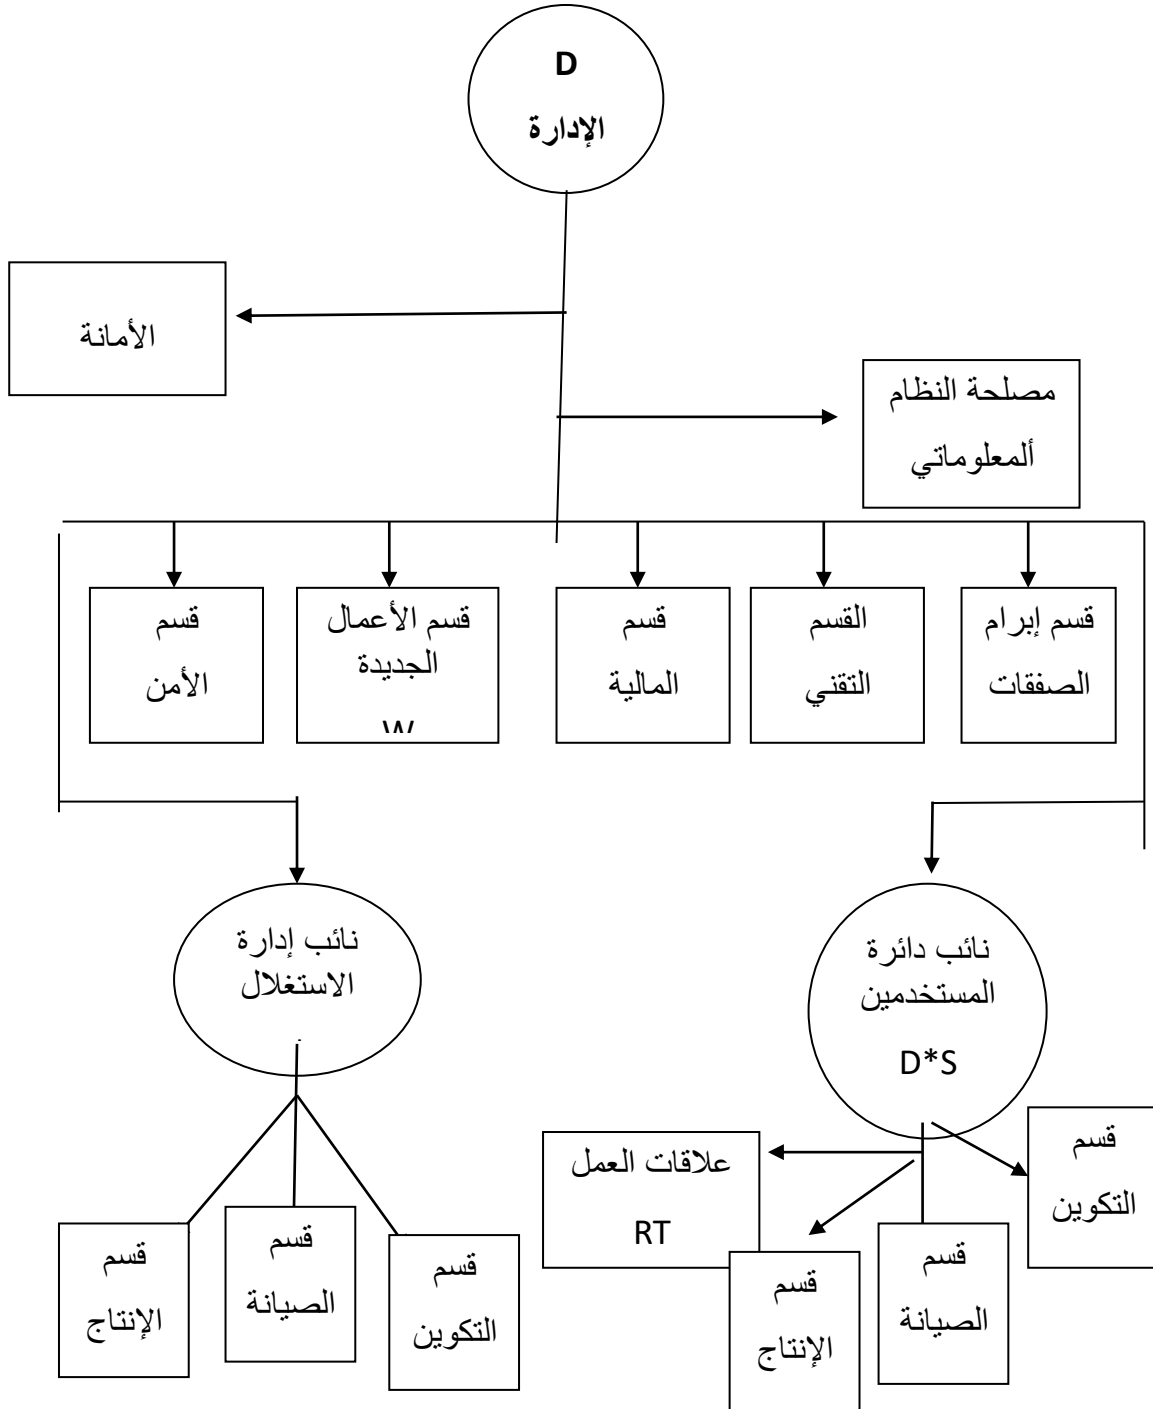 D
الإدارة
الأمانة
مصلحة النظام
ألمعلوماتي
قسم إبرام
الصفقات
القسم
التقني
قسم
المالية
قسم الأعمال
الجديدة
W
قسم
الأمن
نائب دائرة
المستخدمين
D*S
نائب إدارة
الاستغلال
قسم
التكوين
علاقات العمل
RT
قسم
الصيانة
قسم
الإنتاج
قسم
التكوين
قسم
الصيانة
قسم
الإنتاج